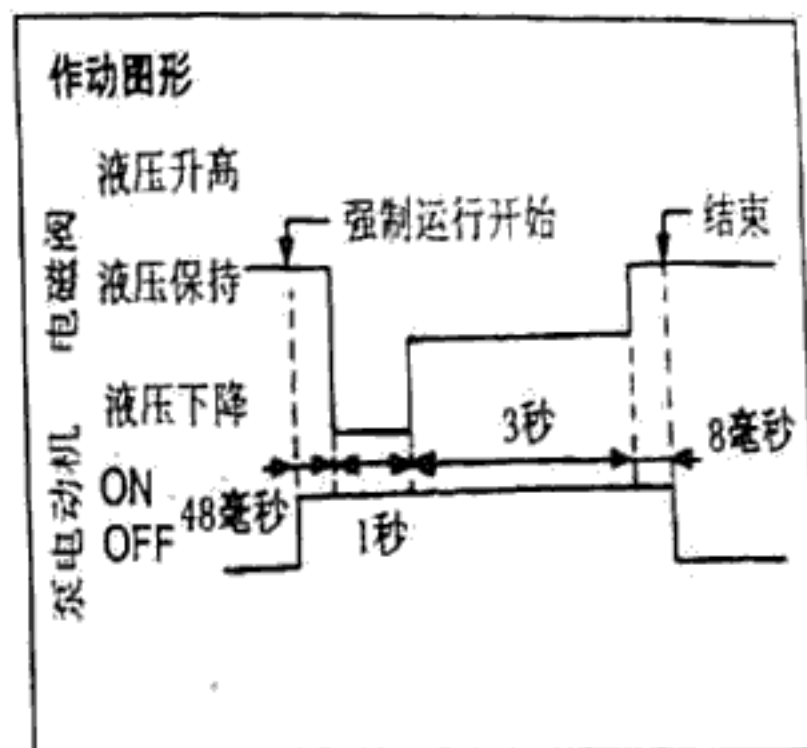 作动图形
液压升高
强制运行开始
结束
电磁阀
液压保持
液压下降
3秒
8毫秒
泵电动机
ON
48毫秒
OFF
1秒